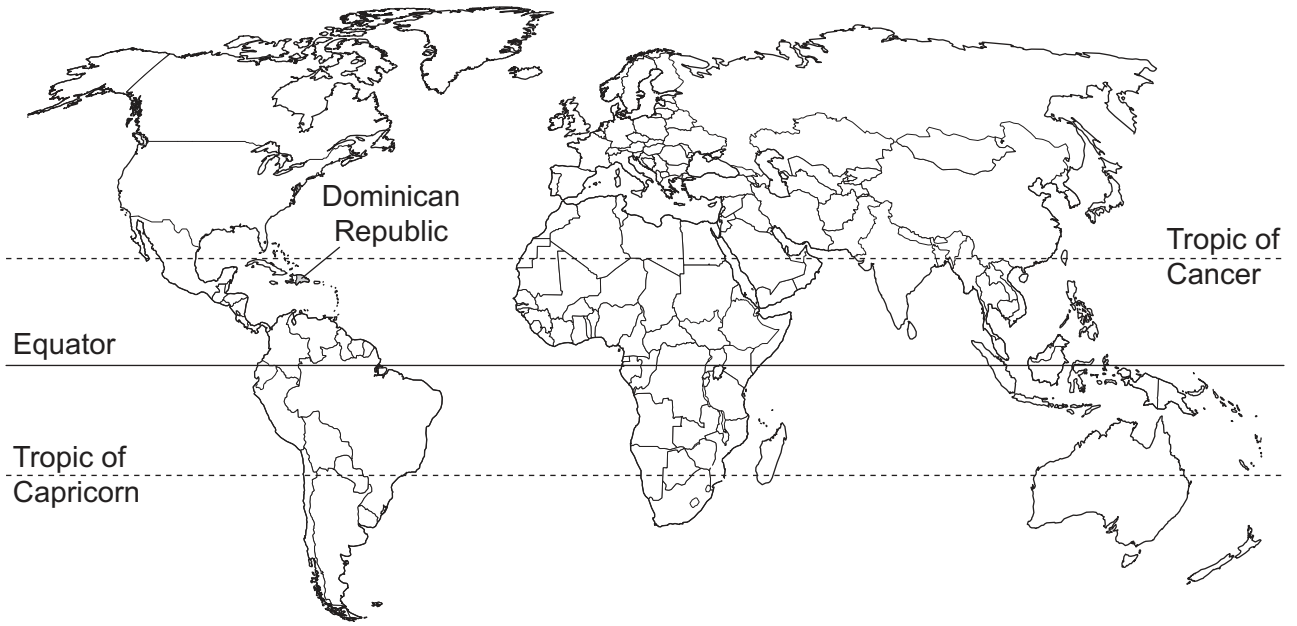 Dominican
Republic
Tropic of
Cancer
Equator
Tropic of
Capricorn